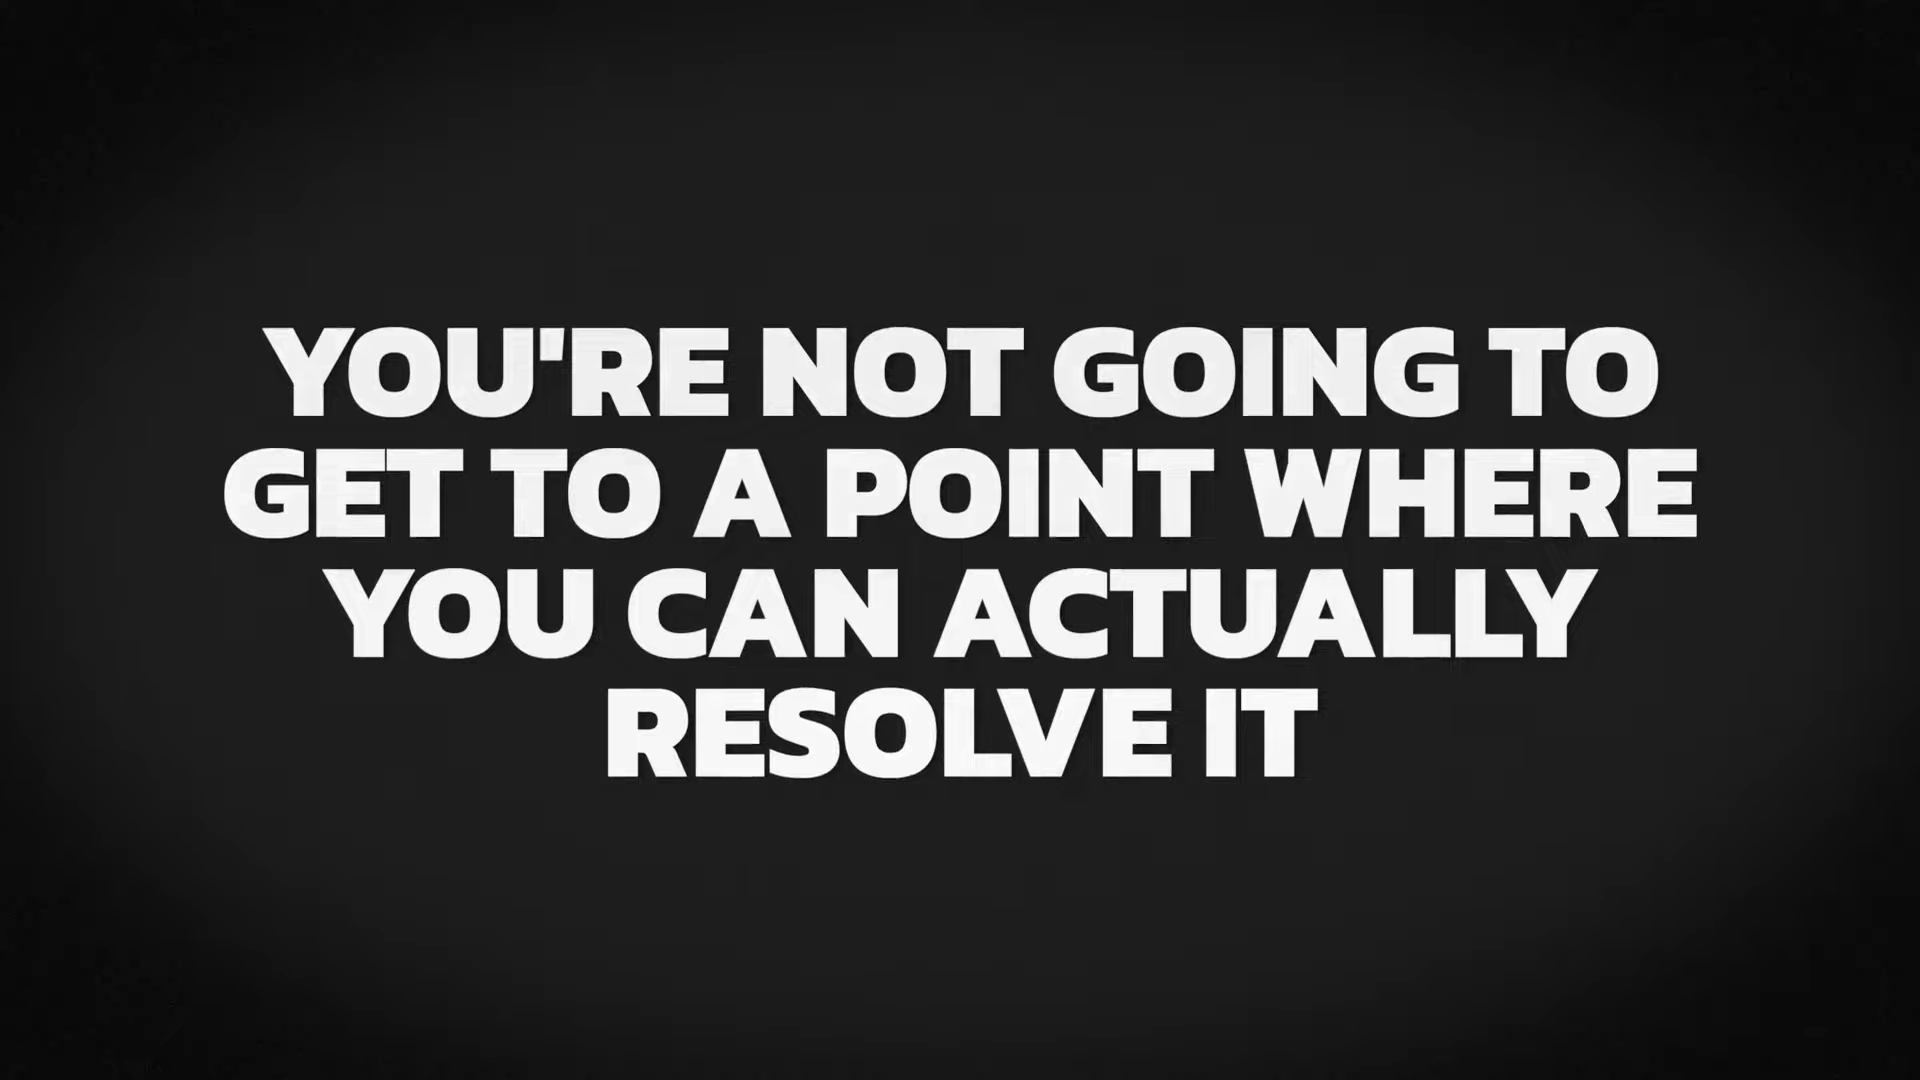 YOU'RE NOT GOING TO
GET TO A POINT WHERE
YOU CAN ACTUALLY
RESOLVE IT